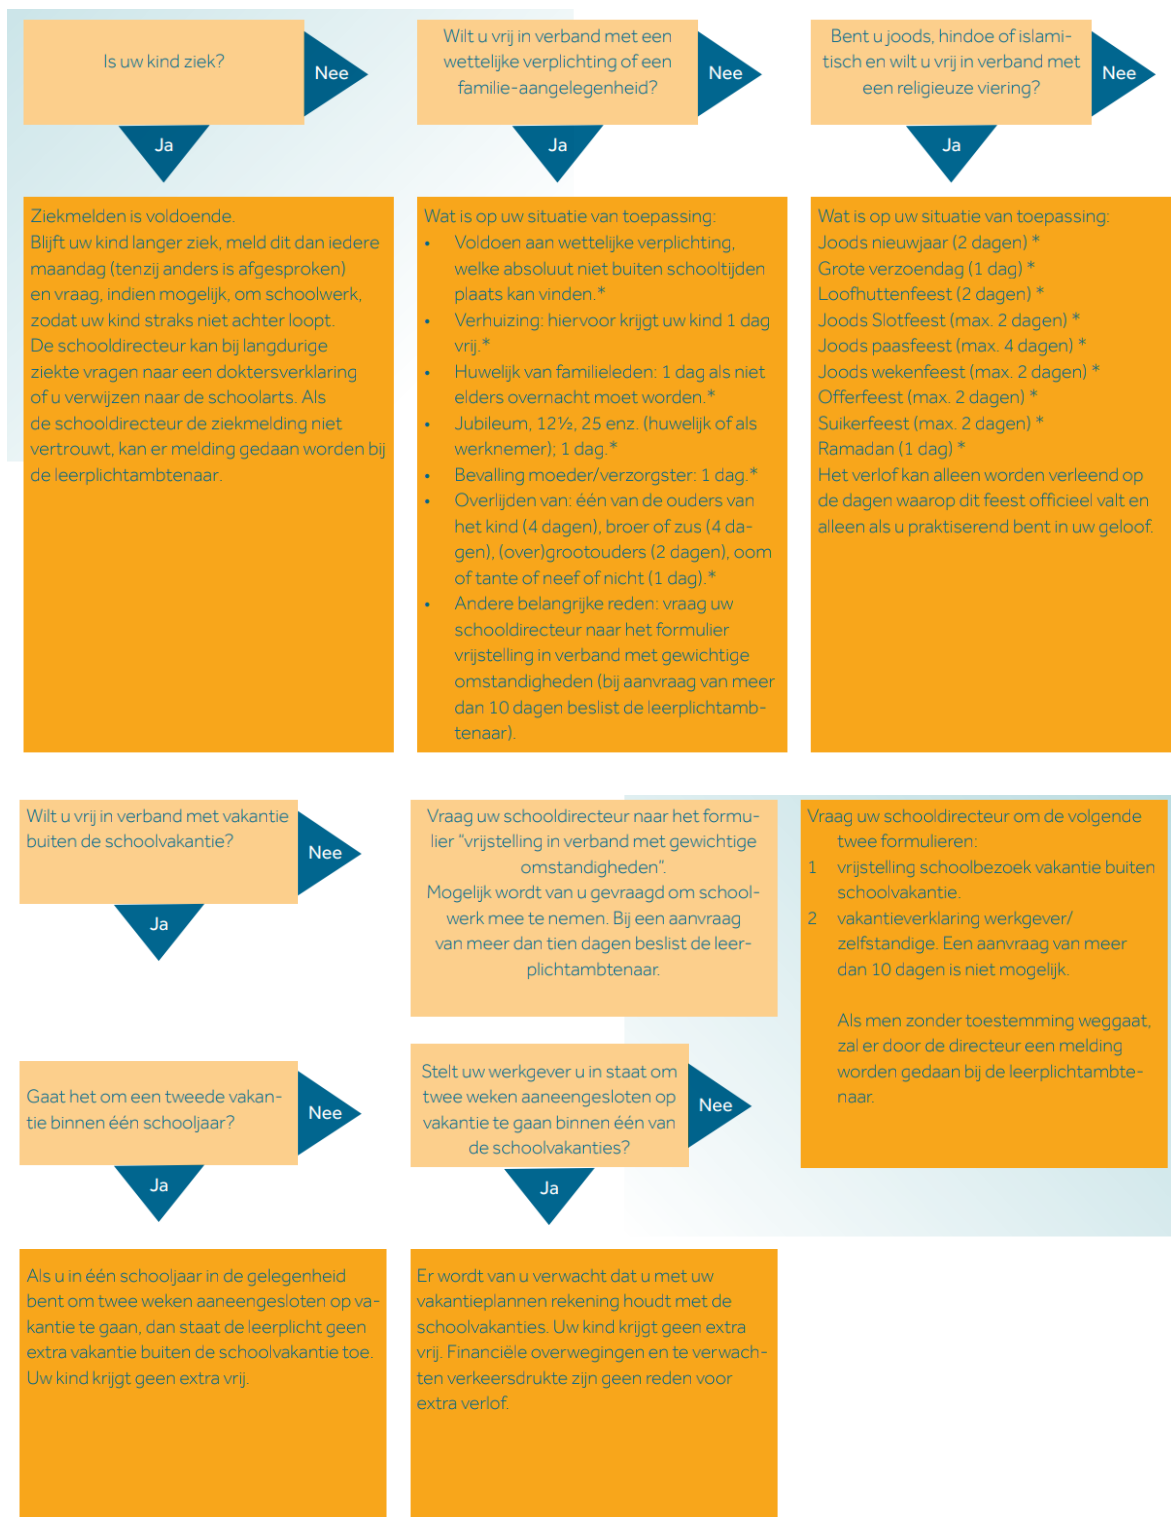 Is uw kind ziek?
Nee
Ja
Ziekmelden is voldoende.
Blijft uw kind langer ziek, meld dit dan iedere
maandag (tenzij anders is afgesproken)
en vraag, indien mogelijk, om schoolwerk,
zodat uw kind straks niet achter loopt.
De schooldirecteur kan bij langdurige
ziekte vragen naar een doktersverklaring
of u verwijzen naar de schoolarts. Als
de schooldirecteur de ziekmelding niet
vertrouwt, kan er melding gedaan worden bij
de leerplichtambtenaar.
Wilt u vrij in verband met een
wettelijke verplichting of een
familie-aangelegenheid?
Nee
Ja
Wat is op uw situatie van toepassing:
• Voldoen aan wettelijke verplichting,
welke absoluut niet buiten schooltijden
plaats kan vinden.*
• Verhuizing: hiervoor krijgt uw kind 1 dag
vrij.*
• Huwelijk van familieleden: 1 dag als niet
elders overnacht moet worden.*
• Jubileum, 12½, 25 enz. (huwelijk of als
werknemer); 1 dag.*
• Bevalling moeder/verzorgster: 1 dag.*
• Overlijden van: één van de ouders van
het kind (4 dagen), broer of zus (4 da-
gen), (over)grootouders (2 dagen), oom
of tante of neef of nicht (1 dag).*
• Andere belangrijke reden: vraag uw
schooldirecteur naar het formulier
vrijstelling in verband met gewichtige
omstandigheden (bij aanvraag van meer
dan 10 dagen beslist de leerplichtamb-
tenaar).
Bent u joods, hindoe of islami-
tisch en wilt u vrij in verband met
een religieuze viering?
Nee
Ja
Wat is op uw situatie van toepassing:
Joods nieuwjaar (2 dagen) *
Grote verzoendag (1 dag) *
Loofhuttenfeest (2 dagen) *
Joods Slotfeest (max. 2 dagen) *
Joods paasfeest (max. 4 dagen) *
Joods wekenfeest (max. 2 dagen) *
Offerfeest (max. 2 dagen) *
Suikerfeest (max. 2 dagen) *
Ramadan (1 dag) *
Het verlof kan alleen worden verleend op
de dagen waarop dit feest officieel valt en
alleen als u praktiserend bent in uw geloof.
Wilt u vrij in verband met vakantie
buiten de schoolvakantie?
Nee
Ja
Vraag uw schooldirecteur naar het formu-
lier "vrijstelling in verband met gewichtige
omstandigheden".
Mogelijk wordt van u gevraagd om school-
werk mee te nemen. Bij een aanvraag
van meer dan tien dagen beslist de leer-
plichtambtenaar.
Vraag uw schooldirecteur om de volgende
twee formulieren:
1 vrijstelling schoolbezoek vakantie buiten
schoolvakantie.
2 vakantieverklaring werkgever/
zelfstandige. Een aanvraag van meer
dan 10 dagen is niet mogelijk.
Als men zonder toestemming weggaat,
zal er door de directeur een melding
worden gedaan bij de leerplichtambte-
naar.
Gaat het om een tweede vakan-
tie binnen één schooljaar?
Nee
Ja
Stelt uw werkgever u in staat om
twee weken aaneengesloten op
vakantie te gaan binnen één van
de schoolvakanties?
Nee
Ja
Als u in één schooljaar in de gelegenheid
bent om twee weken aaneengesloten op va-
kantie te gaan, dan staat de leerplicht geen
extra vakantie buiten de schoolvakantie toe.
Uw kind krijgt geen extra vrij.
Er wordt van u verwacht dat u met uw
vakantieplannen rekening houdt met de
schoolvakanties. Uw kind krijgt geen extra
vrij. Financiële overwegingen en te verwach-
ten verkeersdrukte zijn geen reden voor
extra verlof.